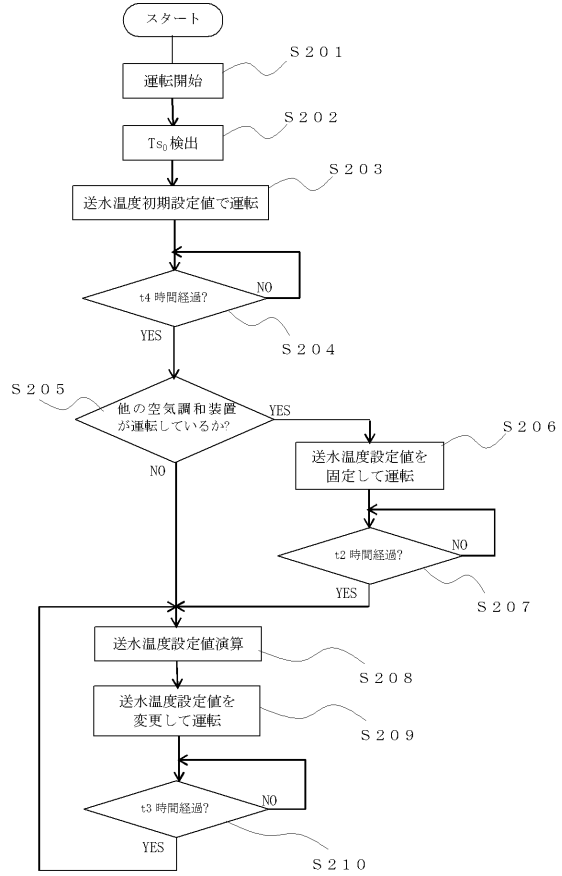 スタート
Ｓ２０１
運転開始
Ｓ２０２
Ts₀検出
Ｓ２０３
送水温度初期設定値で運転
NO
t4 時間経過?
YES
Ｓ２０４
Ｓ２０５
他の空気調和装置
が運転しているか?
YES
NO
Ｓ２０６
送水温度設定値を
固定して運転
NO
t2 時間経過?
YES
Ｓ２０７
送水温度設定値演算
Ｓ２０８
送水温度設定値を
変更して運転
Ｓ２０９
NO
t3 時間経過?
YES
Ｓ２１０